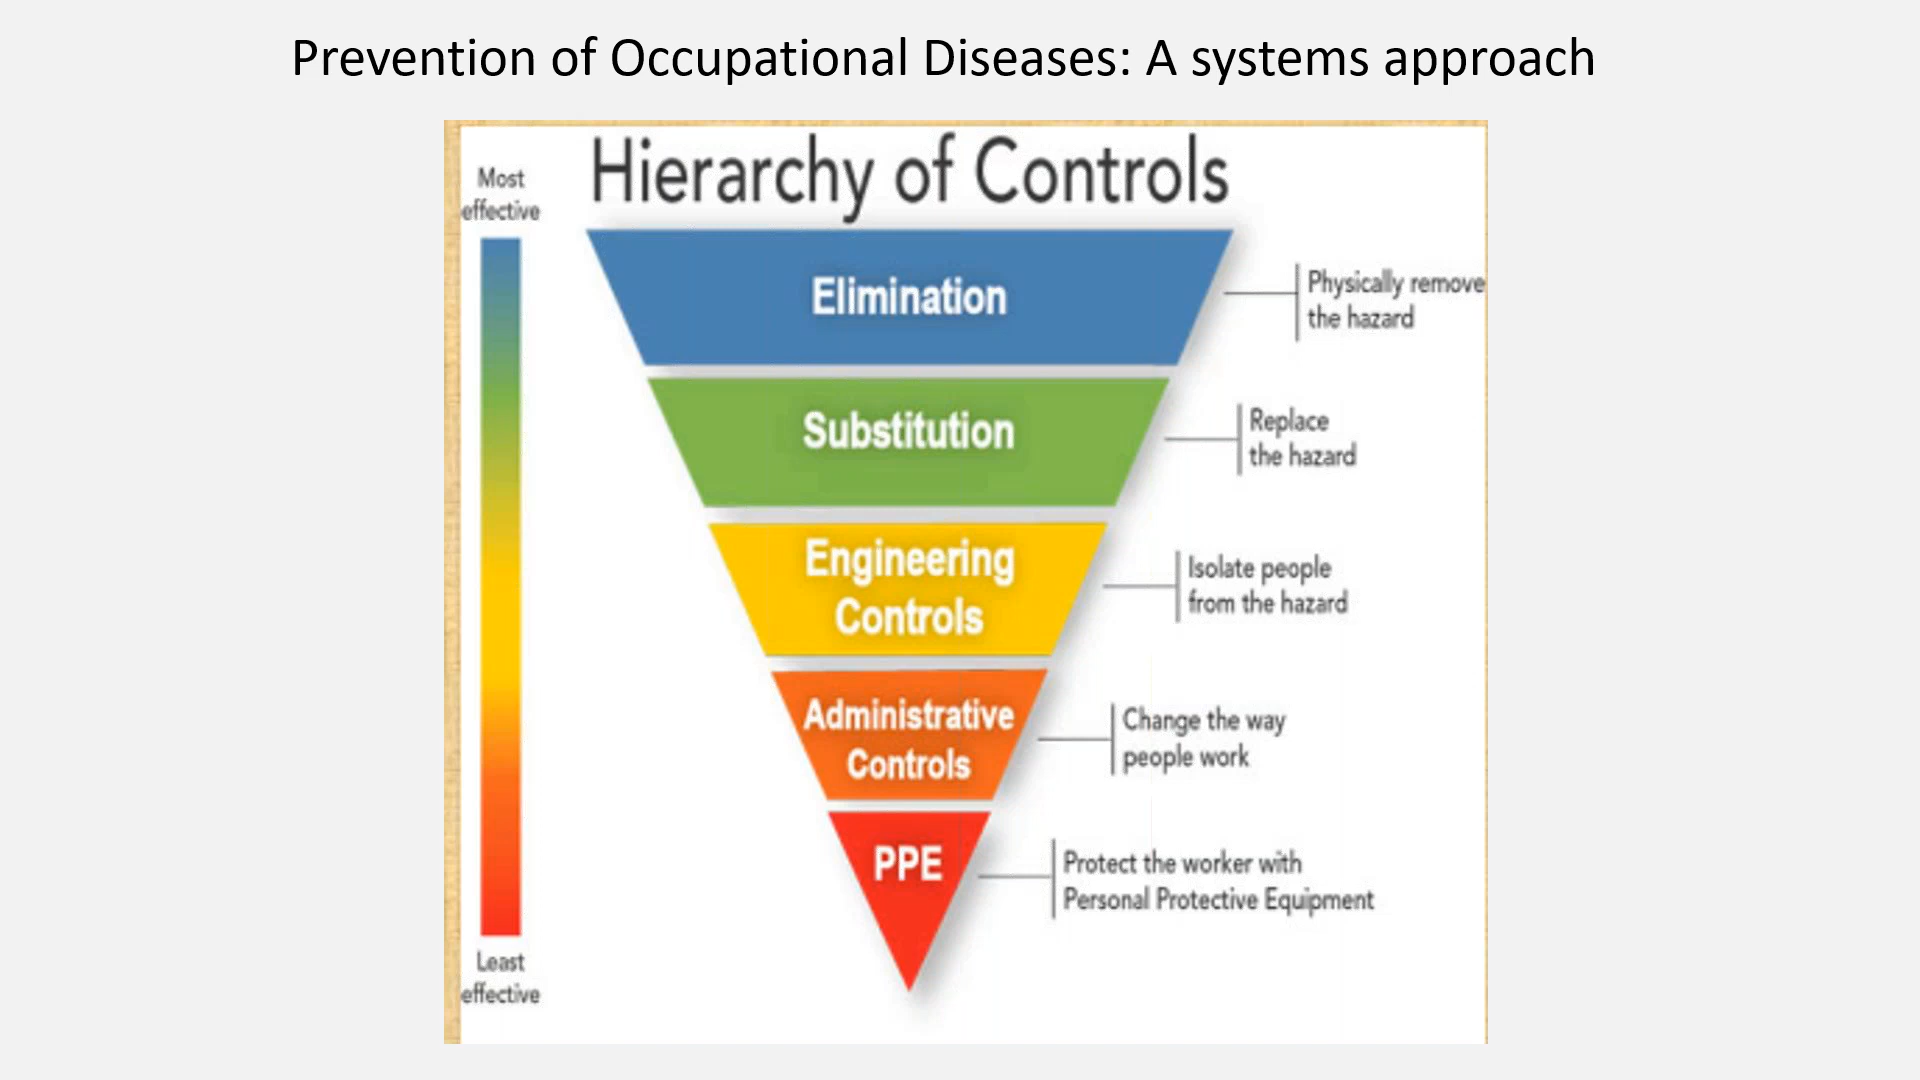 Prevention of Occupational Diseases: A systems approach
Hierarchy of Controls
Most
effective
Elimination
Physically remove
the hazard
Substitution
Replace
the hazard
Engineering
Controls
Isolate people
from the hazard
Administrative
Controls
Change the way
people work
PPE
Protect the worker with
Personal Protective Equipment
Least
effective